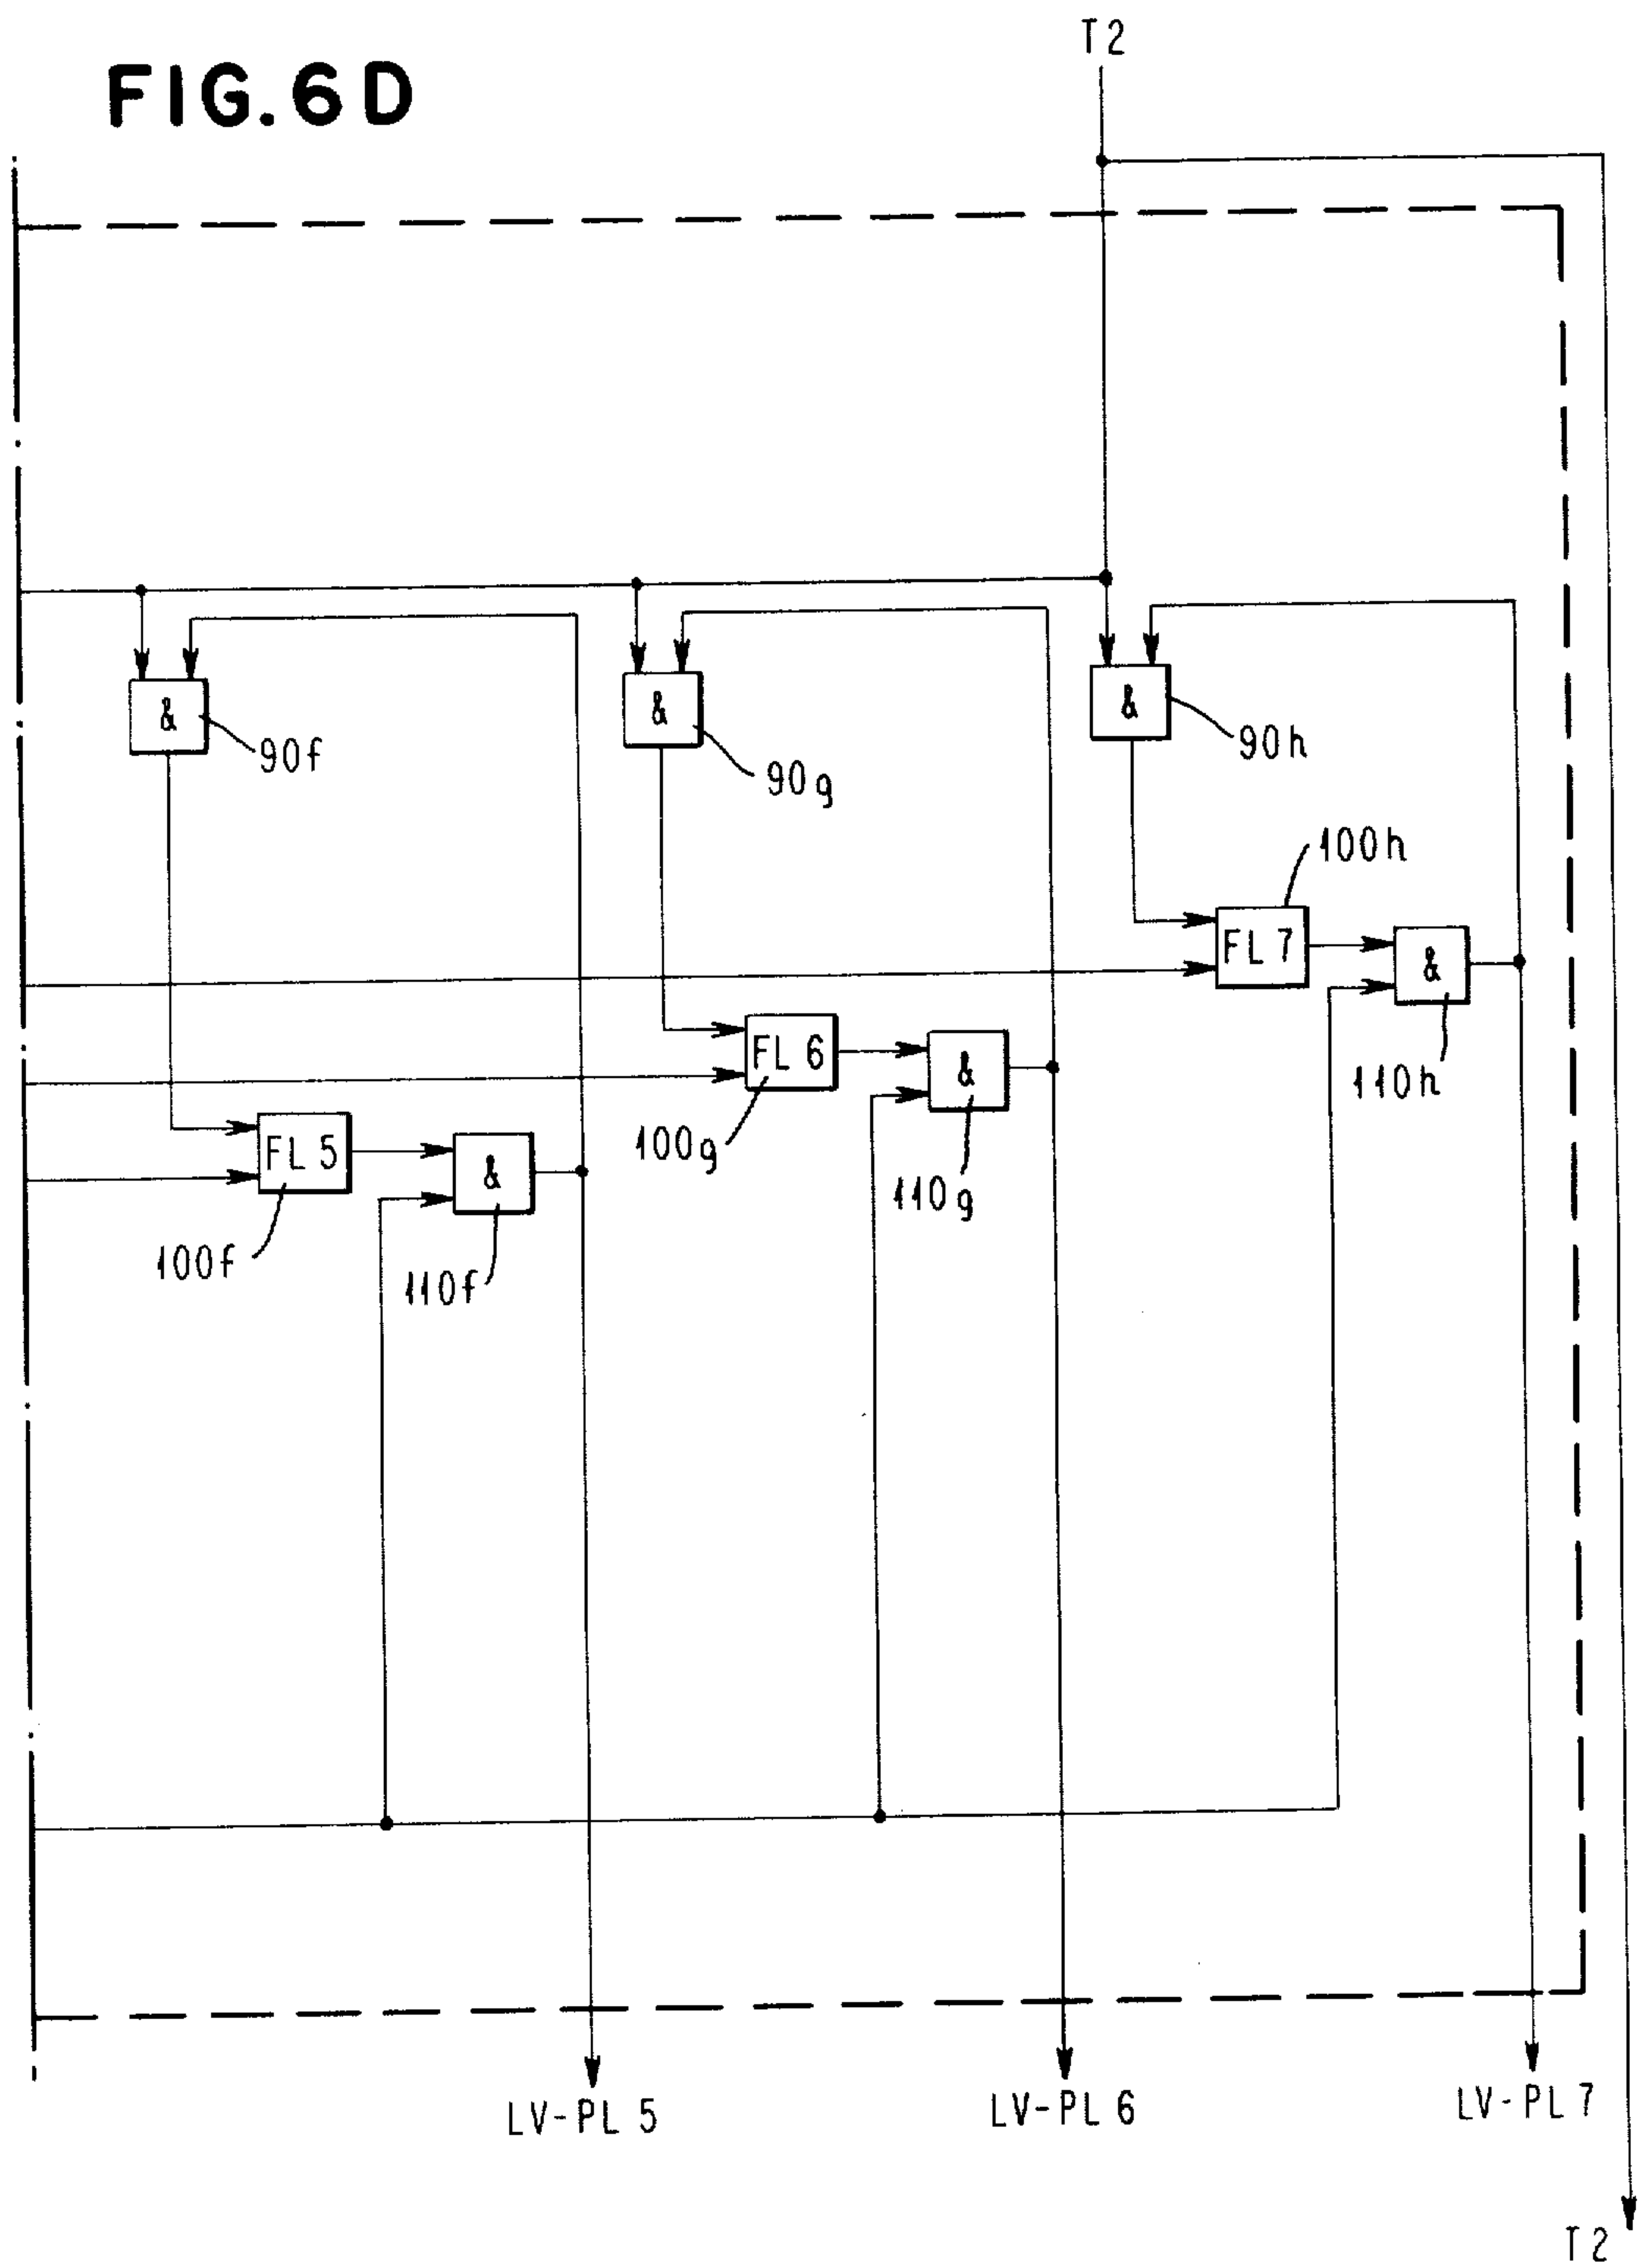 T2
FIG. 6D
& & &
90f 90g 90h
100h
FL 7 &
FL 6 & 110h
FL 5 & 100g 110g
100f 110f
LV-PL 5 LV-PL 6 LV-PL 7
T2